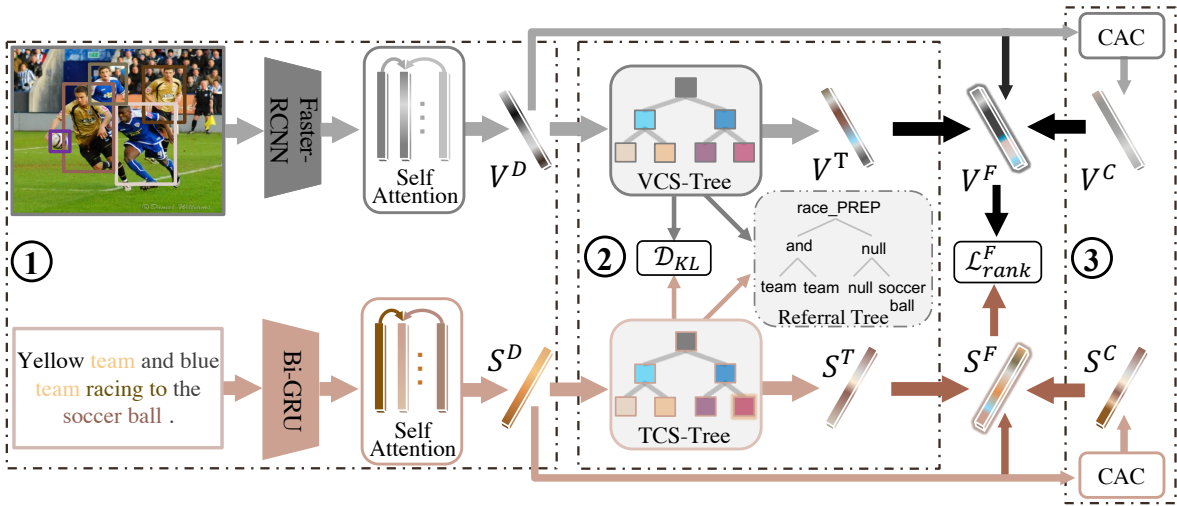 CAC
Faster-
RCNN
Self
Attention
V^D
VCS-Tree
V^T
V^F
V^C
©Daniel Williams
1
2
D_KL
race_PREP
and null
team team null soccer
ball
Referral Tree
L^F_rank
3
Yellow team and blue
team racing to the
soccer ball .
Bi-GRU
Self
Attention
S^D
TCS-Tree
S^T
S^F
S^C
CAC